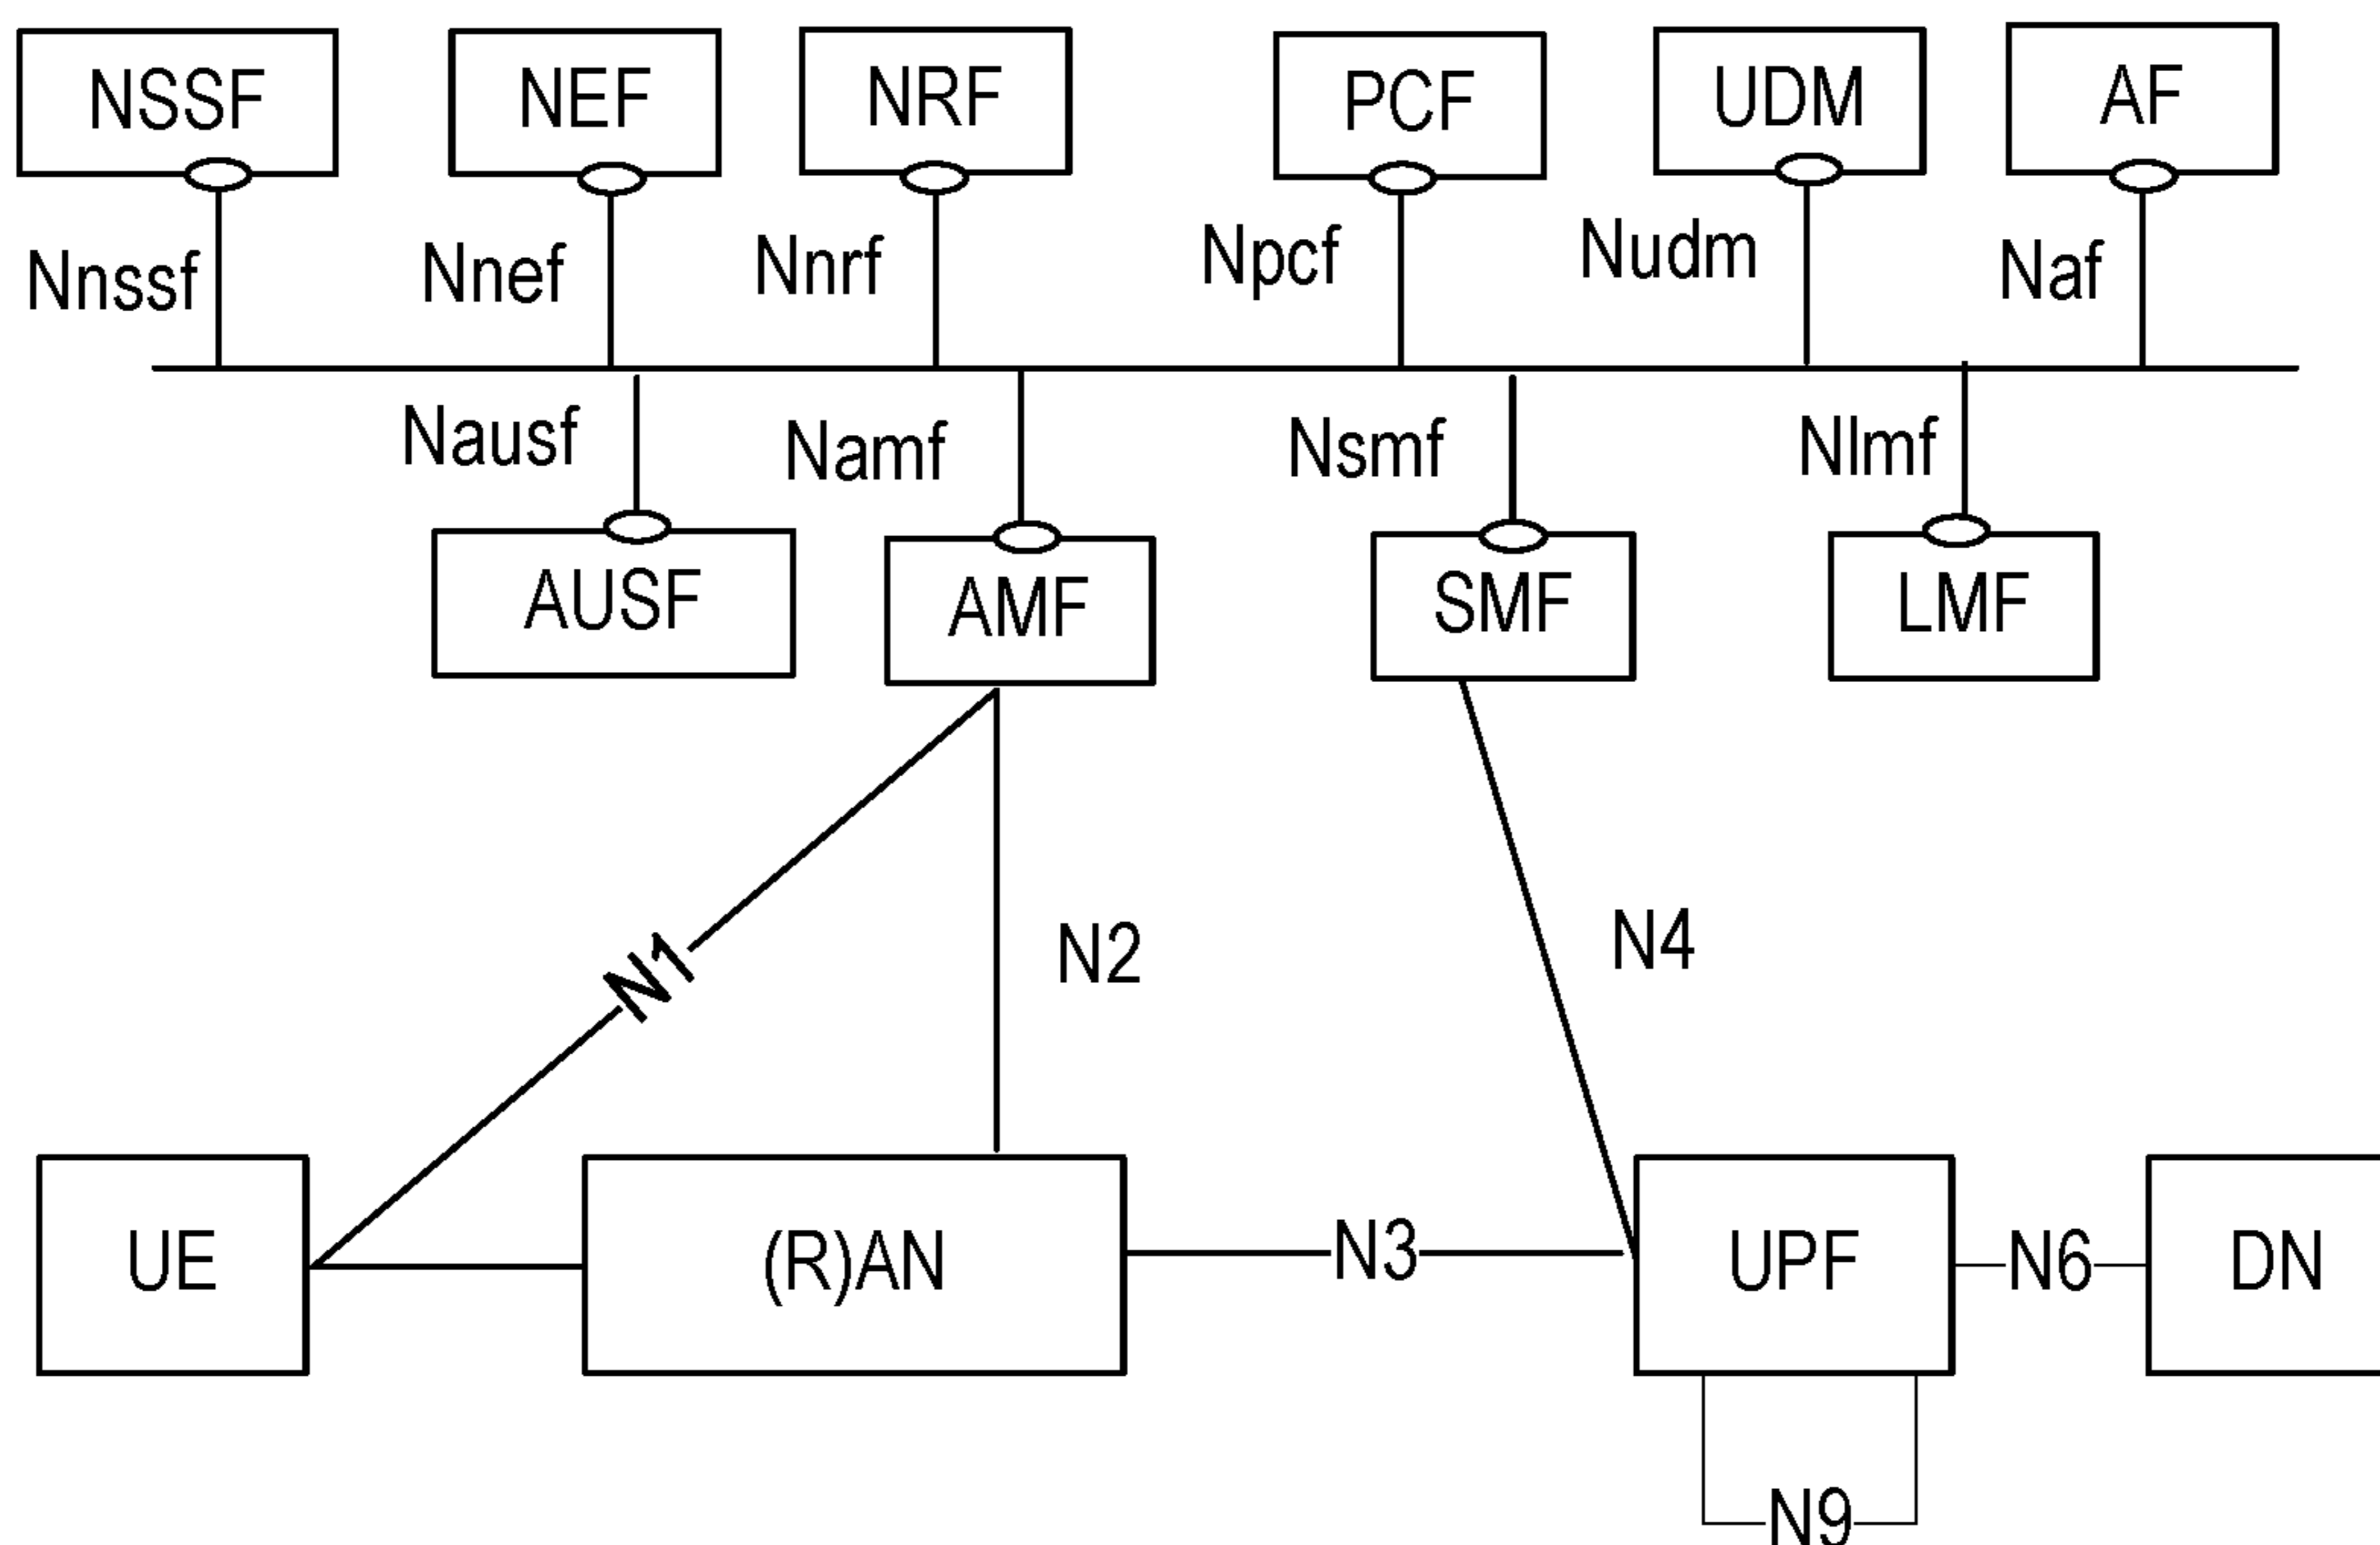 NSSF
NEF
NRF
PCF
UDM
AF
Nnssf
Nnef
Nnrf
Npcf
Nudm
Naf
Nausf
Namf
Nsmf
Nlmf
AUSF
AMF
SMF
LMF
N1
N2
N4
UE
(R)AN
N3
UPF
N6
DN
N9